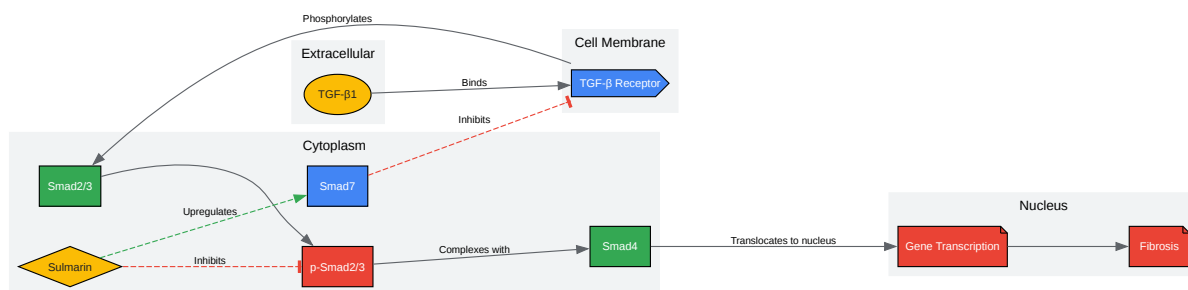 Phosphorylates
Extracellular
Cell Membrane
TGF-β1
Binds
TGF-β Receptor
Inhibits
Cytoplasm
Smad2/3
Smad7
Upregulates
Nucleus
Sulmarin
Inhibits
p-Smad2/3
Complexes with
Smad4
Translocates to nucleus
Gene Transcription
Fibrosis